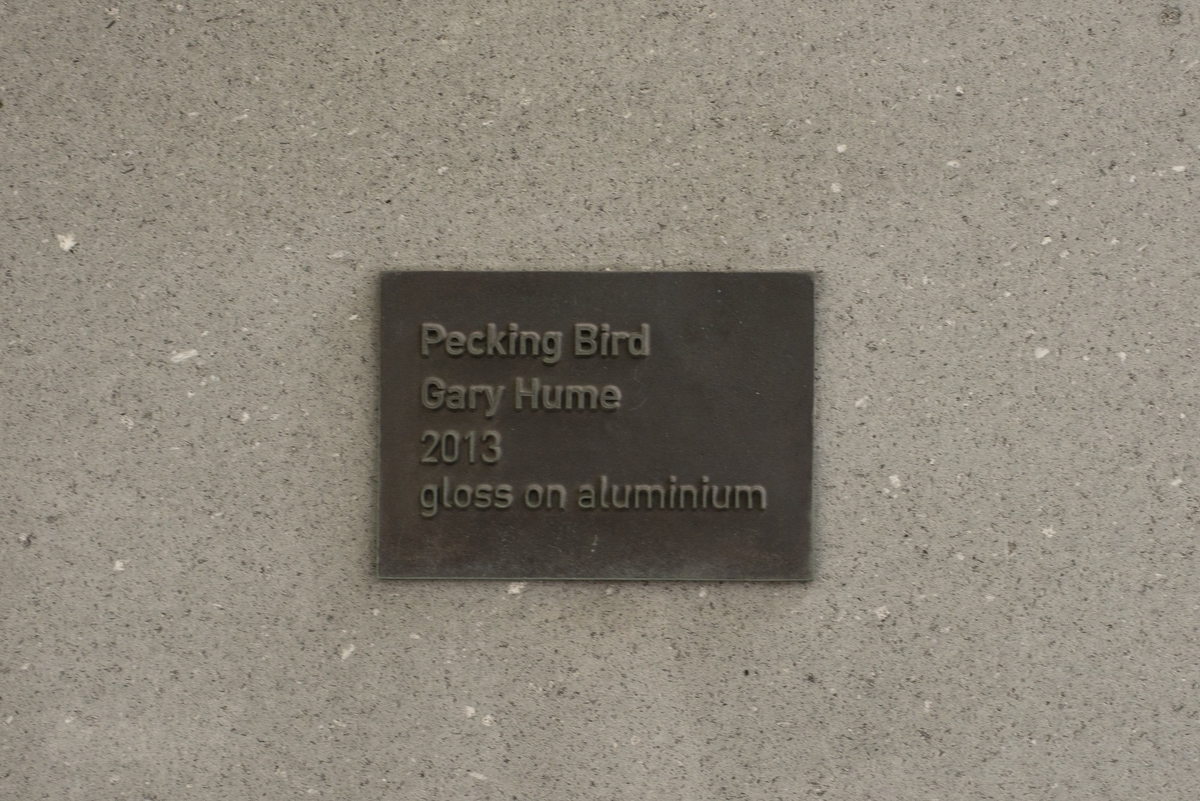 Pecking Bird
Gary Hume
2013
gloss on aluminium